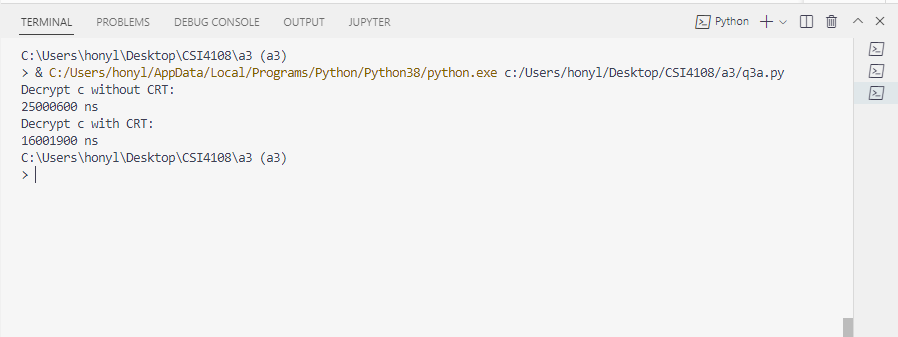 TERMINAL PROBLEMS DEBUG CONSOLE OUTPUT JUPYTER Python
C:\Users\honyl\Desktop\CSI4108\a3 (a3)
> & C:/Users/honyl/AppData/Local/Programs/Python/Python38/python.exe c:/Users/honyl/Desktop/CSI4108/a3/q3a.py
Decrypt c without CRT:
25000600 ns
Decrypt c with CRT:
16001900 ns
C:\Users\honyl\Desktop\CSI4108\a3 (a3)
>